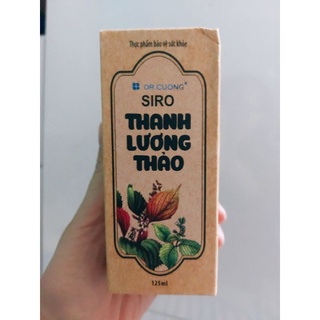 Thực phẩm bảo vệ sức khỏe
DR CUONG®
SIRO
THANH
LƯƠNG
THẢO
125ml